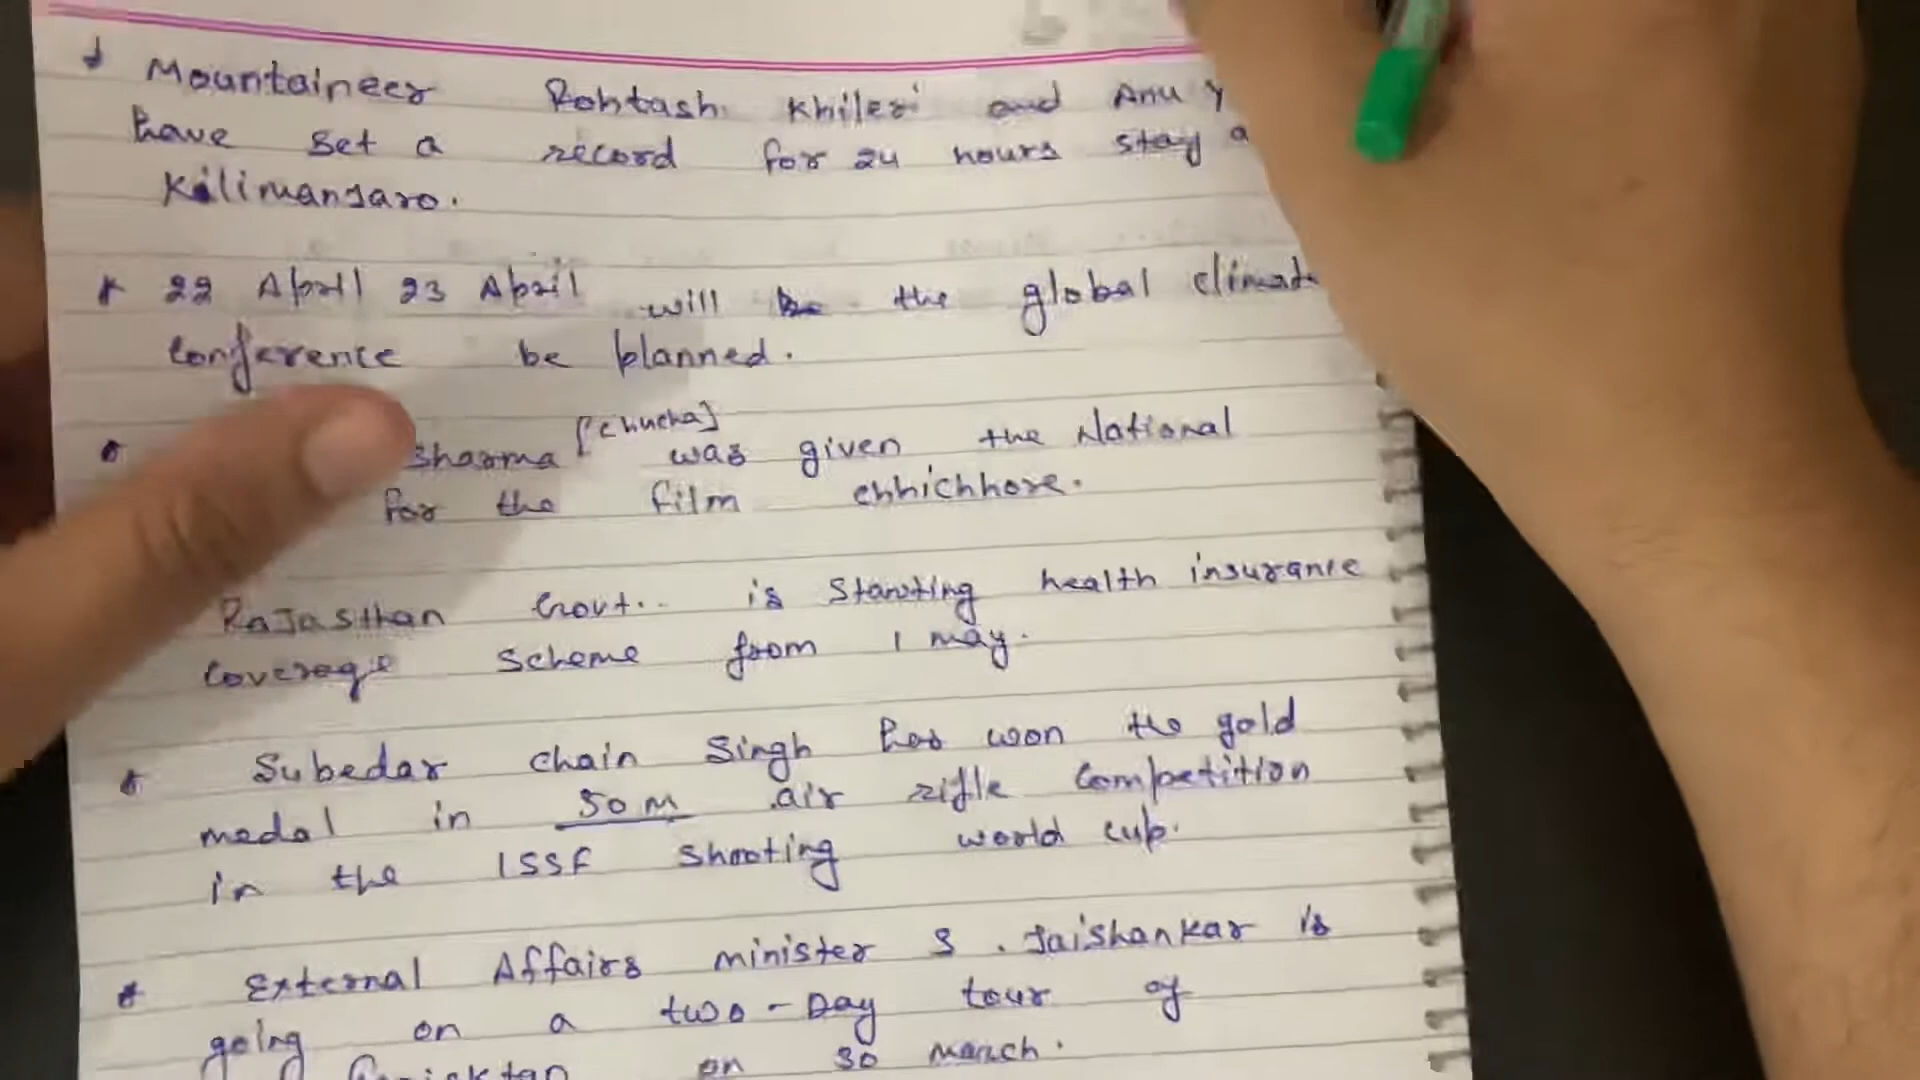 Mountaineer Rohtash Khileri and Anu Y
have set a record for 24 hours stay a
Kilimanjaro.
* 22 April 23 April will the global climate
conference be planned.
[chucha]
* Sharma was given the National
for the film chhichhore.
Rajasthan Govt.. is Starting health insurance
coverage scheme from 1 may.
* Subedar chain Singh has won the gold
medal in 50 M air rifle competition
in the ISSF shooting world cup.
* External Affairs minister S. Jaishankar is
going on a two-Day tour of
on 30 march.